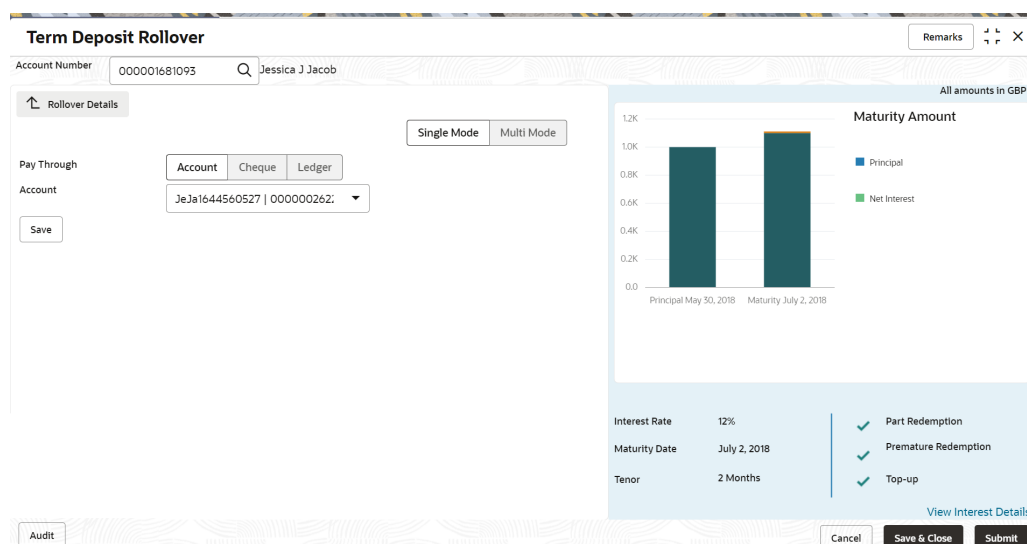 Term Deposit Rollover
Remarks
Account Number
000001681093
Jessica J Jacob
All amounts in GBP
Rollover Details
Single Mode
Multi Mode
Pay Through
Account
Cheque
Ledger
Account
JeJa1644560527 | 000000262
Save
Maturity Amount
1.2K
1.0K
0.8K
0.6K
0.4K
0.2K
0.0
Principal May 30, 2018
Maturity July 2, 2018
Principal
Net Interest
Interest Rate
12%
Maturity Date
July 2, 2018
Tenor
2 Months
Part Redemption
Premature Redemption
Top-up
View Interest Details
Audit
Cancel
Save & Close
Submit